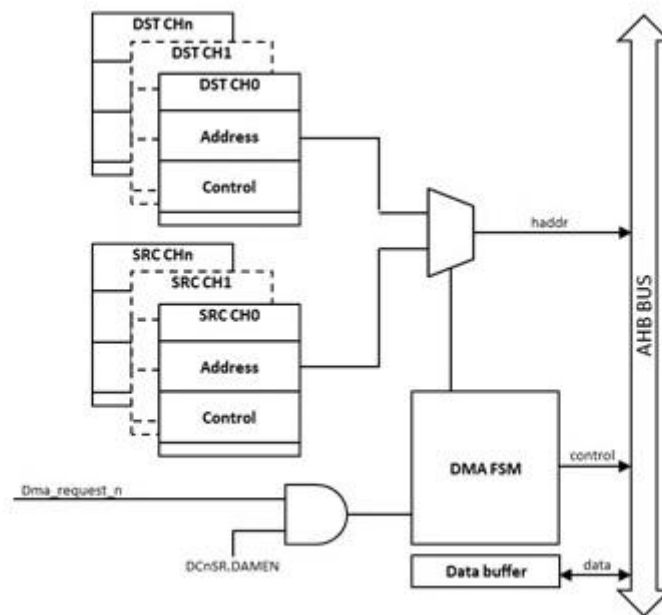 DST CHn
DST CH1
DST CH0
Address
Control
SRC CHn
SRC CH1
SRC CH0
Address
Control
haddr
AHB BUS
DMA FSM
control
Dma_request_n
DCnSR.DAMEN
Data buffer
data